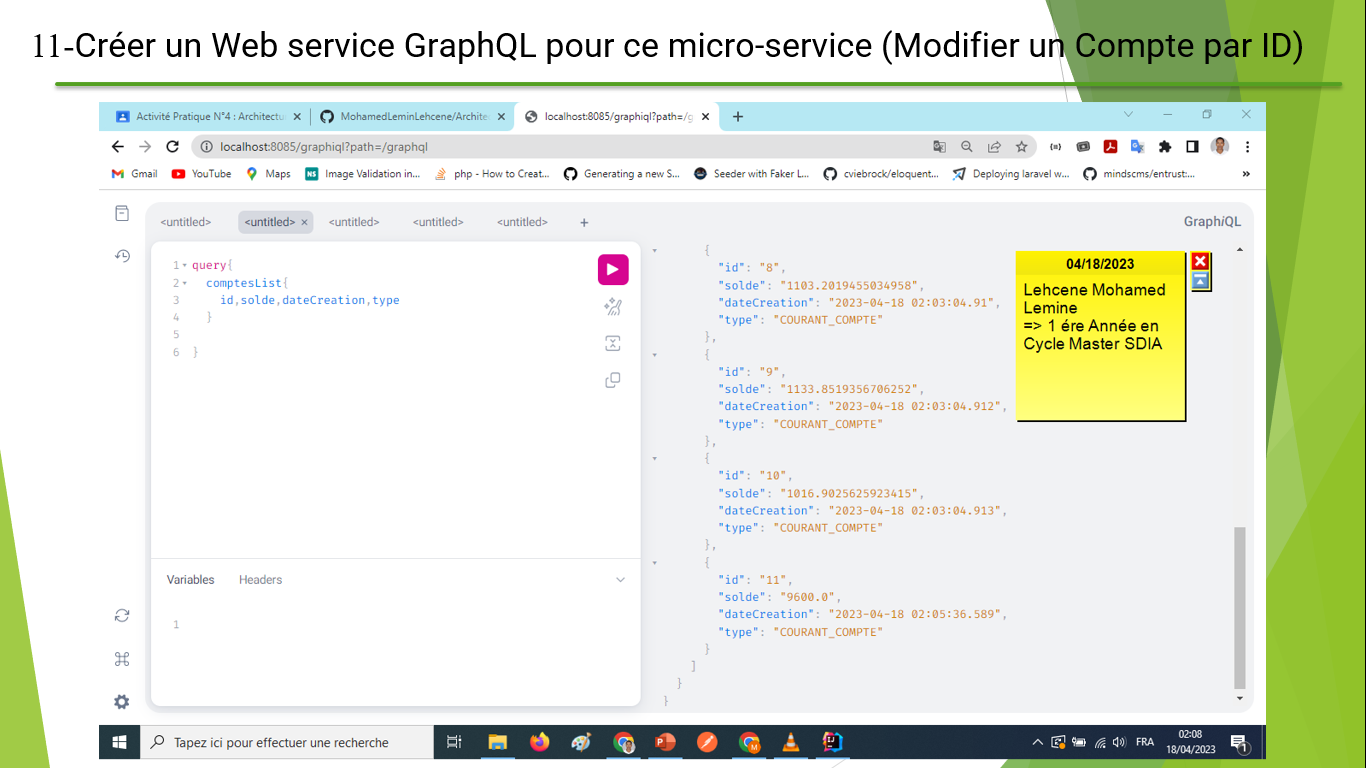 11-Créer un Web service GraphQL pour ce micro-service (Modifier un Compte par ID)
Activité Pratique N°4 : Architectu
MohamedLeminLehcene/Archite
localhost:8085/graphiql?path=/g
localhost:8085/graphiql?path=/graphql
Gmail
YouTube
Maps
Image Validation in...
php - How to Creat...
Generating a new S...
Seeder with Faker L...
cviebrock/eloquent...
Deploying laravel w...
mindscms/entrust:...
»
<untitled>
<untitled>
<untitled>
<untitled>
<untitled>
GraphiQL
1 query{
2 comptesList{
3 id,solde,dateCreation,type
4 }
5
6 }
Variables
Headers
1
{
"id": "8",
"solde": "1103.2019455034958",
"dateCreation": "2023-04-18 02:03:04.91",
"type": "COURANT_COMPTE"
},
{
"id": "9",
"solde": "1133.8519356706252",
"dateCreation": "2023-04-18 02:03:04.912",
"type": "COURANT_COMPTE"
},
{
"id": "10",
"solde": "1016.9025625923415",
"dateCreation": "2023-04-18 02:03:04.913",
"type": "COURANT_COMPTE"
},
{
"id": "11",
"solde": "9600.0",
"dateCreation": "2023-04-18 02:05:36.589",
"type": "COURANT_COMPTE"
}
]
}
}
04/18/2023
Lehcene Mohamed
Lemine
=> 1 ére Année en
Cycle Master SDIA
Tapez ici pour effectuer une recherche
FRA
02:08
18/04/2023
1